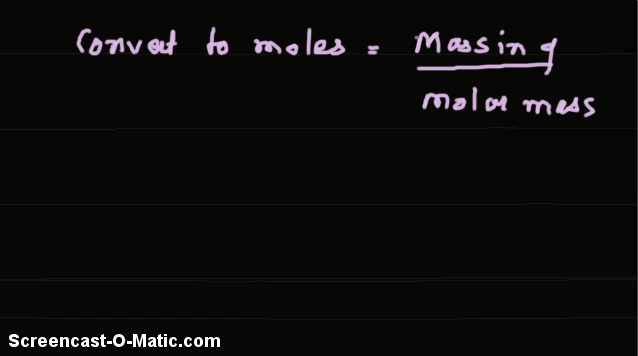 Convert to moles = Mass in g
molar mass
Screencast-O-Matic.com